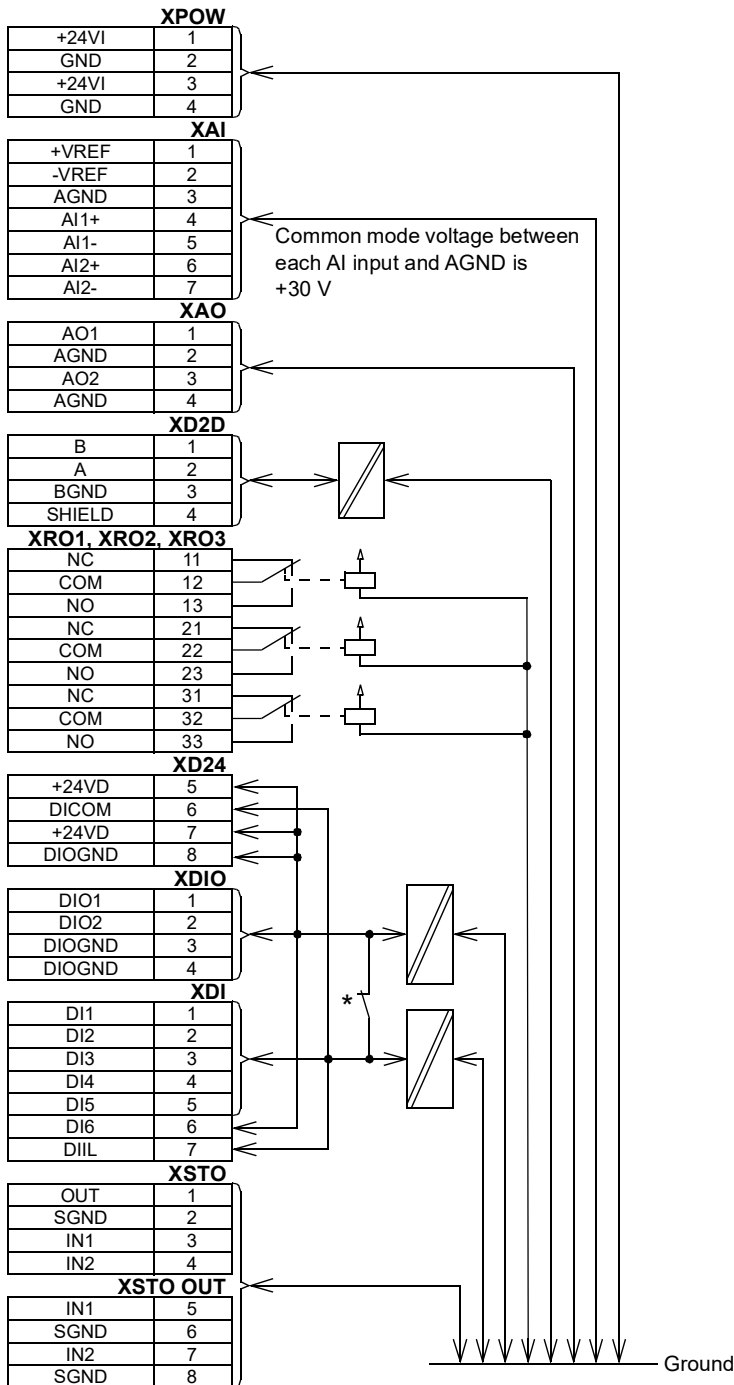 XPOW
+24VI 1
GND 2
+24VI 3
GND 4
XAI
+VREF 1
-VREF 2
AGND 3
AI1+ 4
AI1- 5
AI2+ 6
AI2- 7
Common mode voltage between
each AI input and AGND is
+30 V
XAO
AO1 1
AGND 2
AO2 3
AGND 4
XD2D
B 1
A 2
BGND 3
SHIELD 4
XRO1, XRO2, XRO3
NC 11
COM 12
NO 13
NC 21
COM 22
NO 23
NC 31
COM 32
NO 33
XD24
+24VD 5
DICOM 6
+24VD 7
DIOGND 8
XDIO
DIO1 1
DIO2 2
DIOGND 3
DIOGND 4
XDI
*
DI1 1
DI2 2
DI3 3
DI4 4
DI5 5
DI6 6
DIIL 7
XSTO
OUT 1
SGND 2
IN1 3
IN2 4
XSTO OUT
IN1 5
SGND 6
IN2 7
SGND 8
Ground